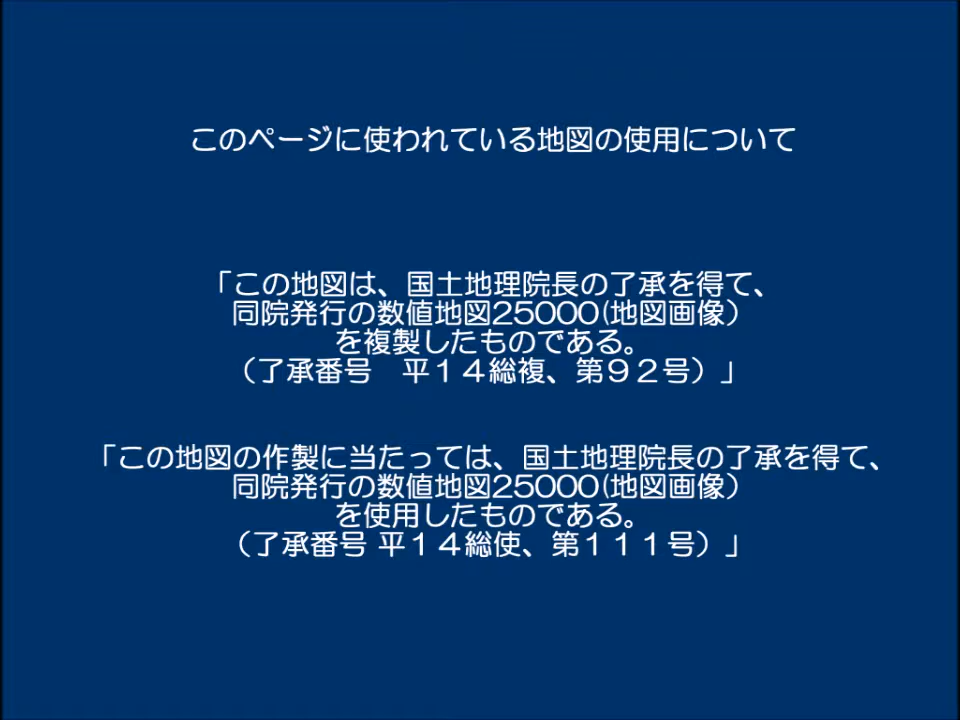 このページに使われている地図の使用について
「この地図は、国土地理院長の了承を得て、
同院発行の数値地図25000(地図画像）
を複製したものである。
（了承番号　平１４総複、第９２号）」
「この地図の作製に当たっては、国土地理院長の了承を得て、
同院発行の数値地図25000(地図画像）
を使用したものである。
（了承番号 平１４総使、第１１１号）」